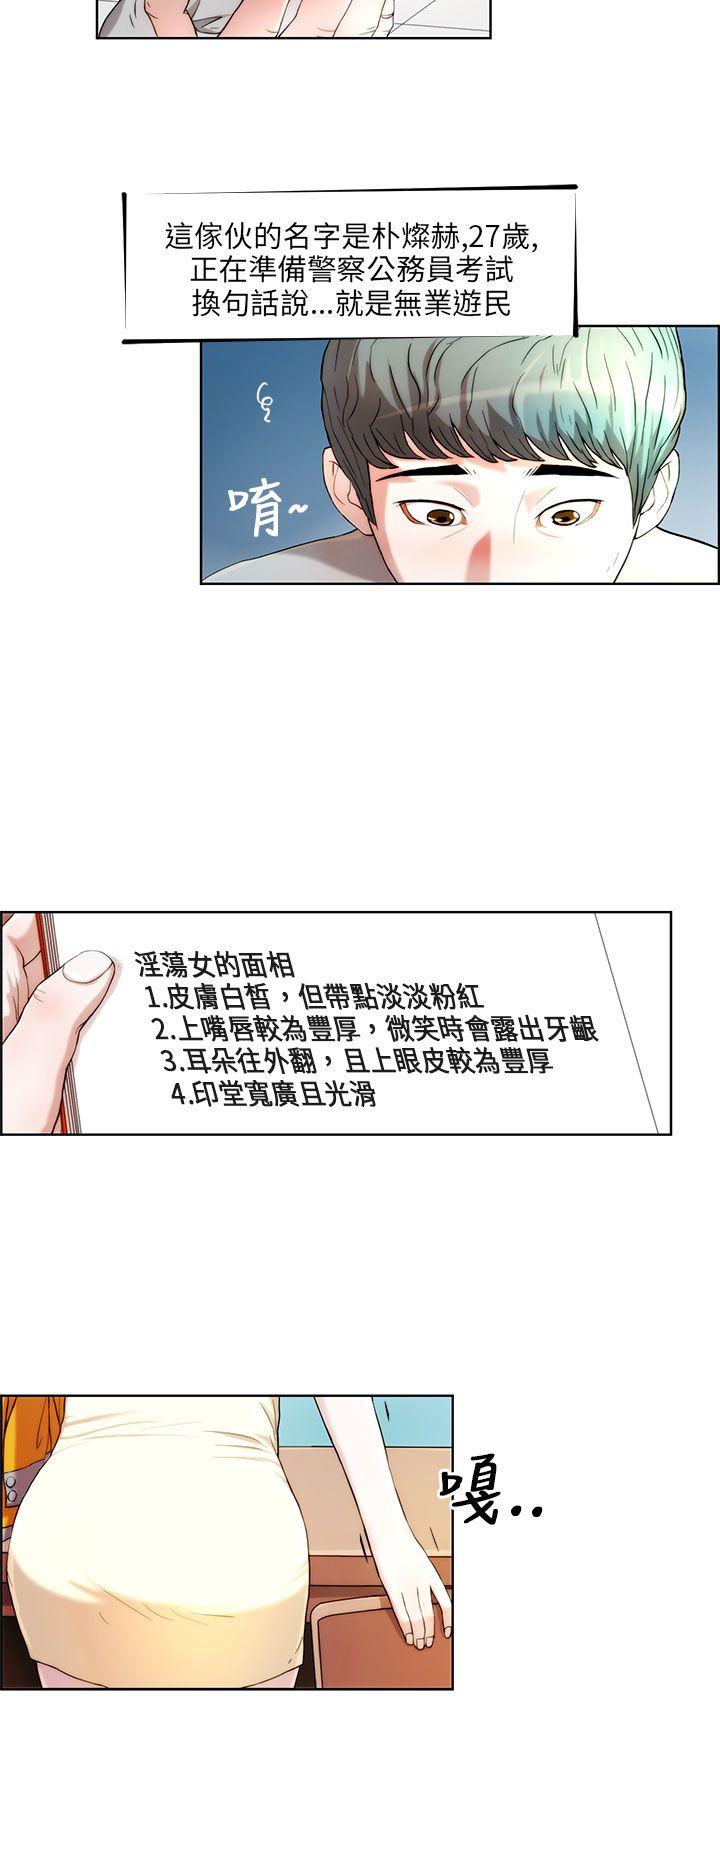 這傢伙的名字是朴燦赫,27歲,
正在準備警察公務員考試
換句話說...就是無業遊民
唷~
淫蕩女的面相
1.皮膚白皙，但帶點淡淡粉紅
2.上嘴唇較為豐厚，微笑時會露出牙齦
3.耳朵往外翻，且上眼皮較為豐厚
4.印堂寬廣且光滑
嘎..